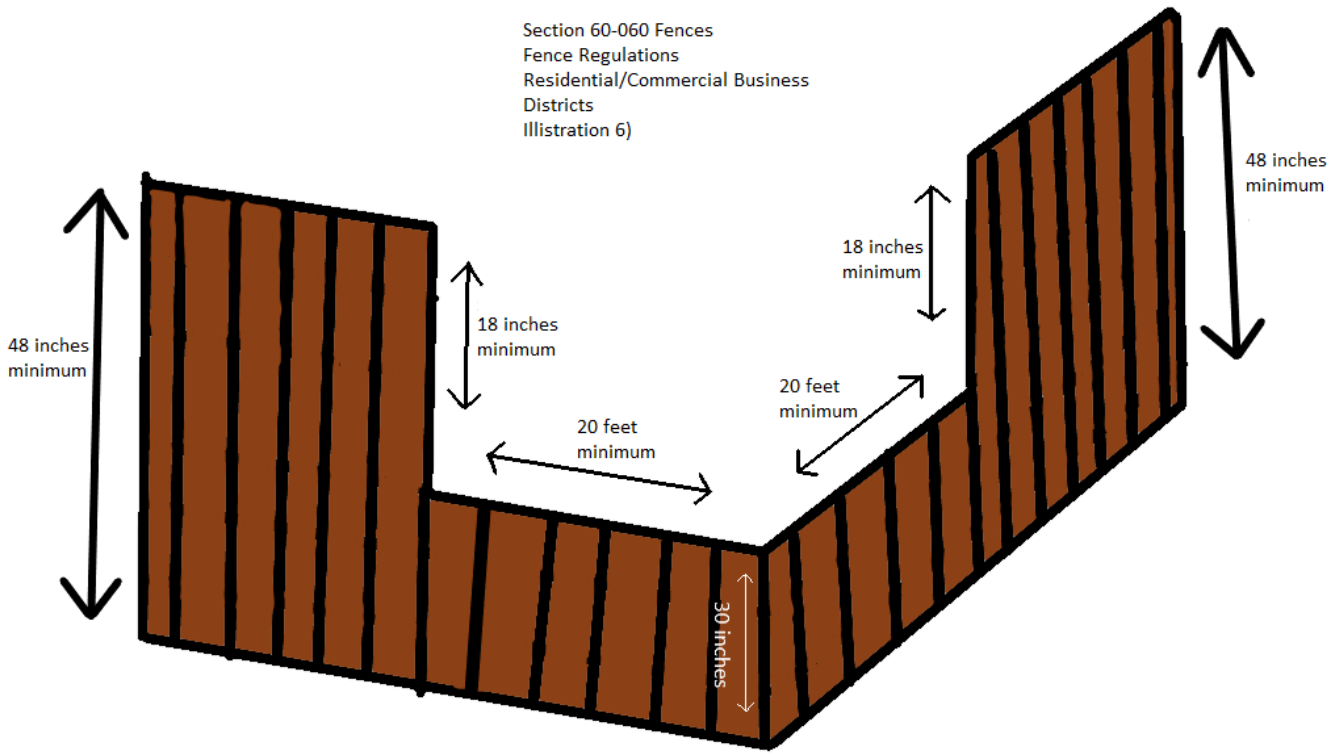 Section 60-060 Fences
Fence Regulations
Residential/Commercial Business
Districts
Illistration 6)
48 inches
minimum
18 inches
minimum
48 inches
minimum
18 inches
minimum
20 feet
minimum
20 feet
minimum
30 inches